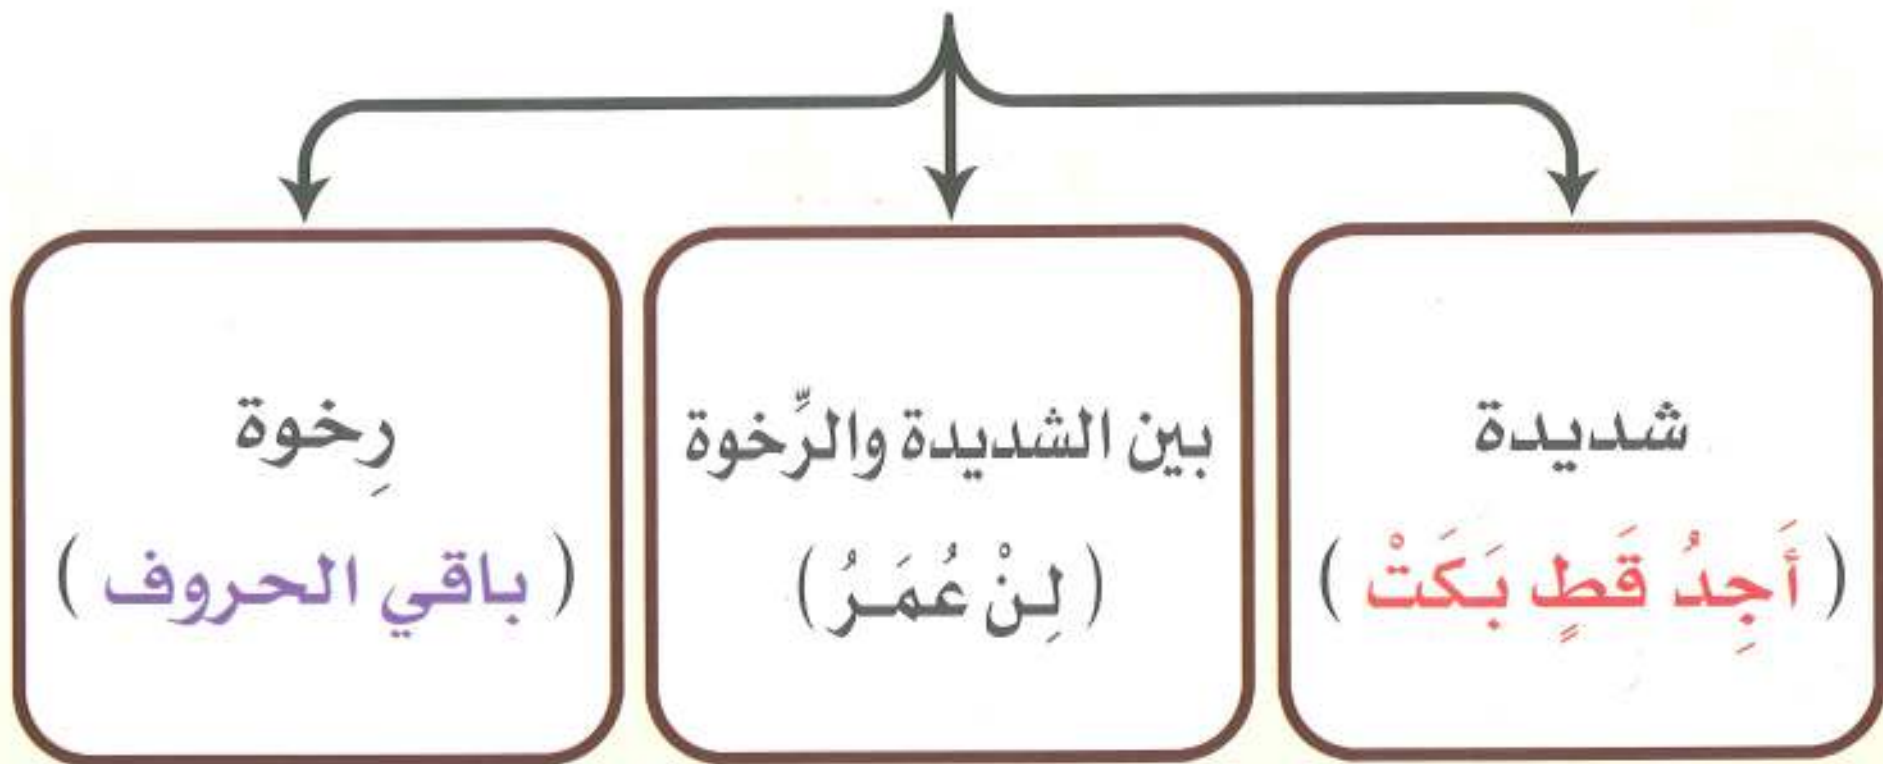 شديدة
( أَجِدُ قَطٍ بَكَتْ )
بين الشديدة والرِّخوة
(لِنْ عُمَرُ)
رِخوة
( باقي الحروف )